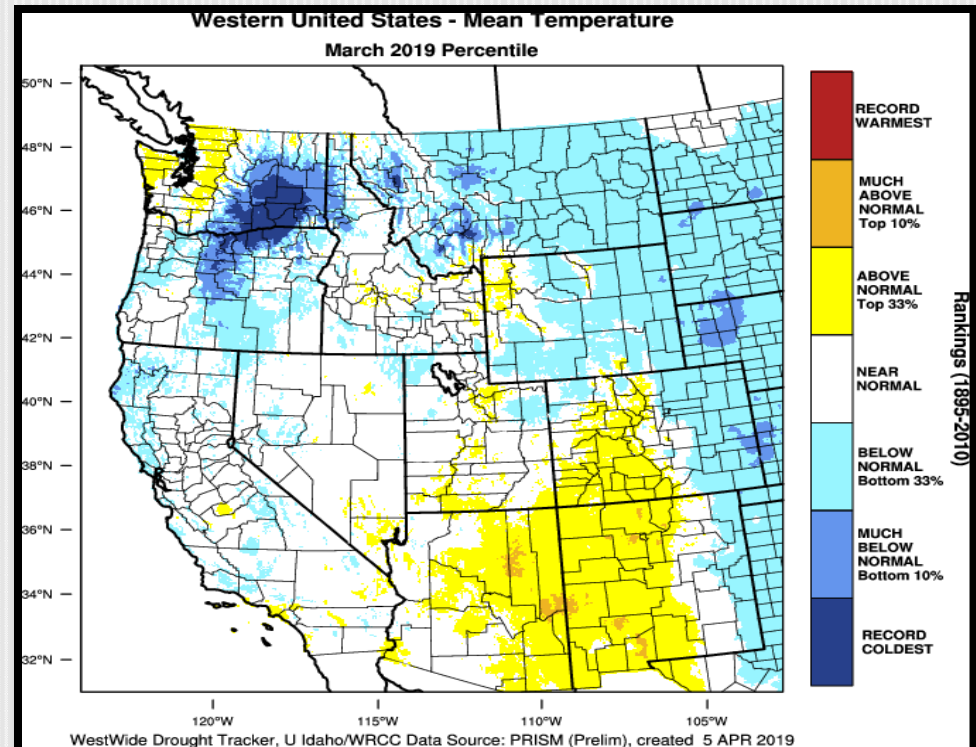 Western United States - Mean Temperature
March 2019 Percentile
50°N
48°N
46°N
44°N
42°N
40°N
38°N
36°N
34°N
32°N
120°W
115°W
110°W
105°W
RECORD
WARMEST
MUCH
ABOVE
NORMAL
Top 10%
ABOVE
NORMAL
Top 33%
NEAR
NORMAL
BELOW
NORMAL
Bottom 33%
MUCH
BELOW
NORMAL
Bottom 10%
RECORD
COLDEST
Rankings (1895-2010)
WestWide Drought Tracker, U Idaho/WRCC Data Source: PRISM (Prelim), created 5 APR 2019